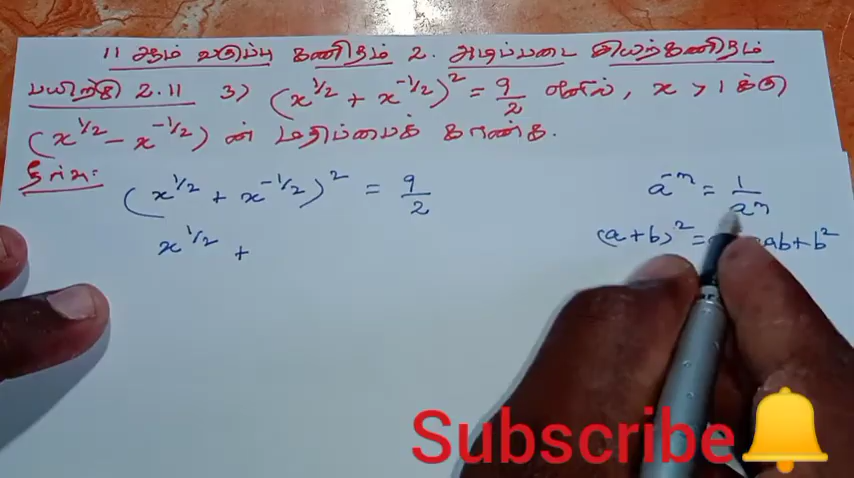 11 ஆம் வகுப்பு கணிதம் 2. அடிப்படை இயற்கணிதம்
பயிற்சி 2.11 3) (x^{1/2} + x^{-1/2})^2 = 9/2 எனில், x > 1 க்கு
(x^{1/2} - x^{-1/2}) ன் மதிப்பைக் காண்க.
தீர்வு:
(x^{1/2} + x^{-1/2})^2 = 9/2
a^{-m} = 1/a^m
x^{1/2} +
(a+b)^2 = ab+b^2
Subscribe